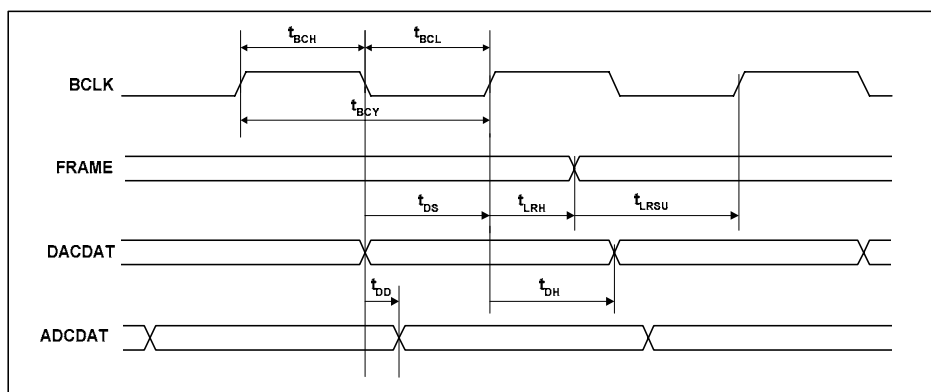 tBCH tBCL
BCLK
tBCY
FRAME
tDS tLRH tLRSU
DACDAT
tDD tDH
ADCDAT